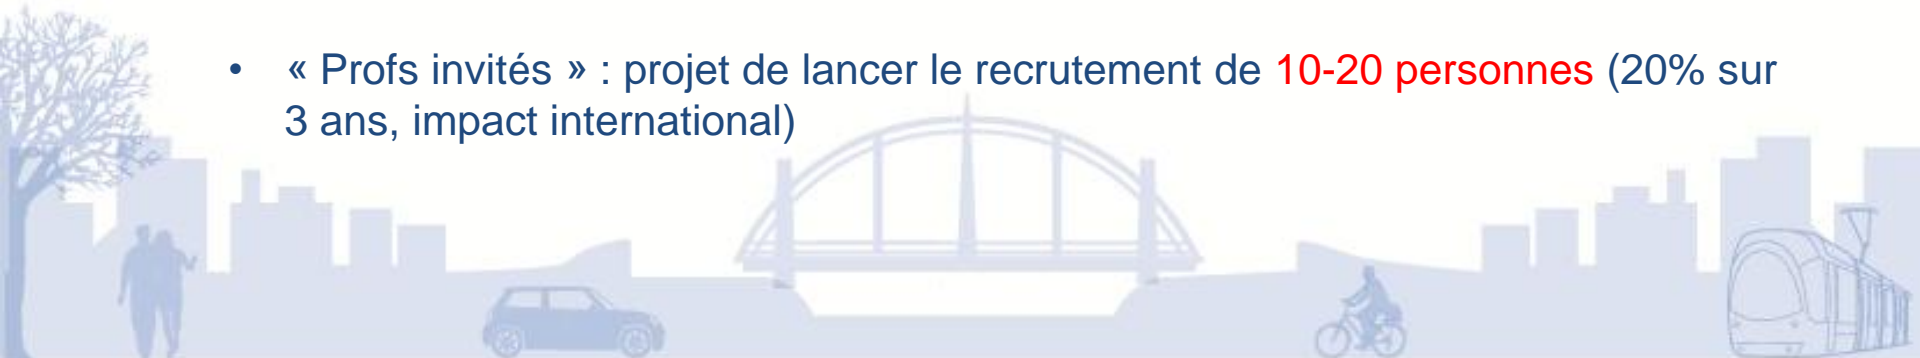 • « Profs invités » : projet de lancer le recrutement de 10-20 personnes (20% sur
3 ans, impact international)